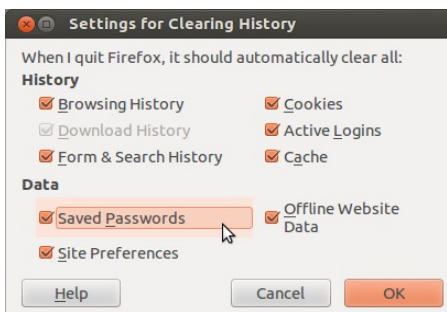 Settings for Clearing History
When I quit Firefox, it should automatically clear all:
History
Browsing History
Cookies
Download History
Active Logins
Form & Search History
Cache
Data
Saved Passwords
Offline Website
Data
Site Preferences
Help
Cancel
OK